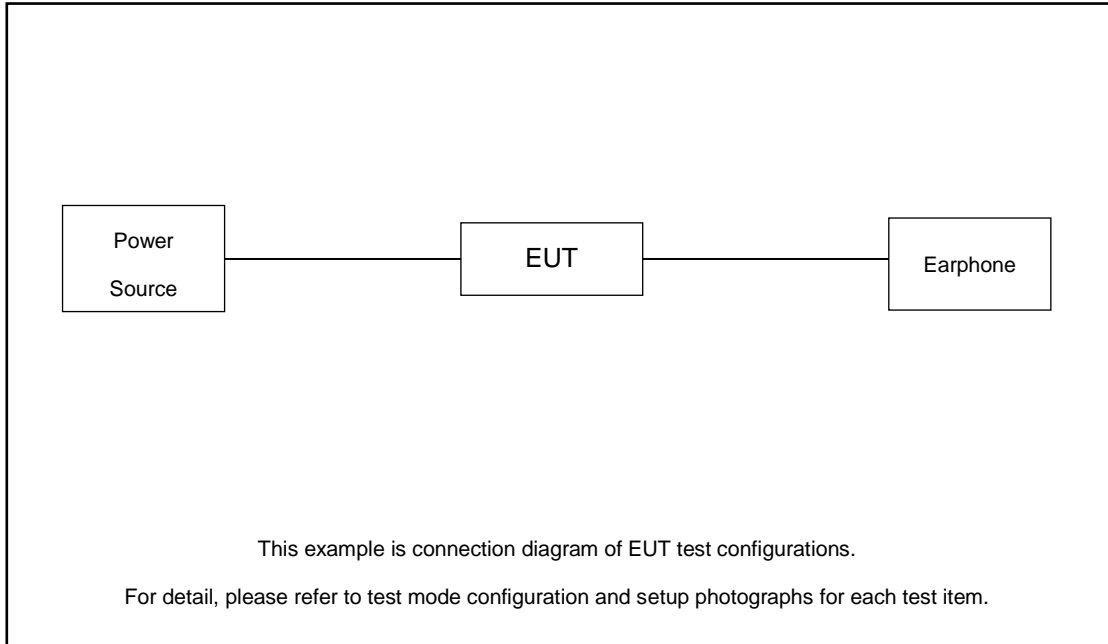 Power
Source
EUT
Earphone
This example is connection diagram of EUT test configurations.
For detail, please refer to test mode configuration and setup photographs for each test item.